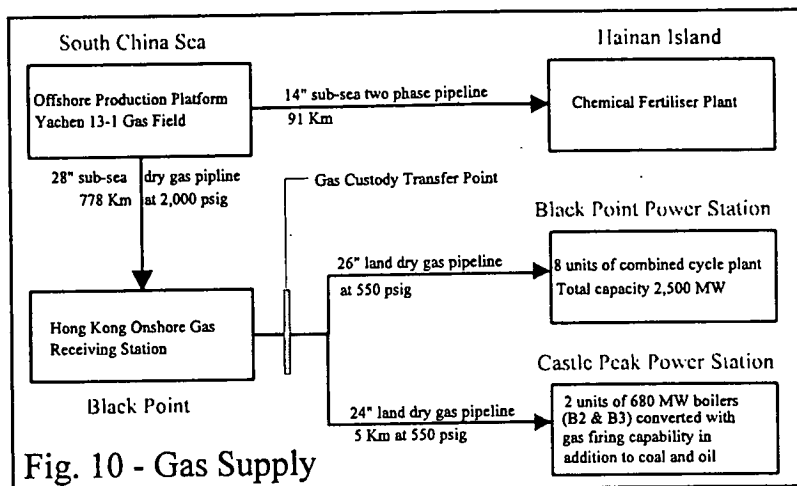 South China Sea
Hainan Island
Offshore Production Platform
Yachen 13-1 Gas Field
14" sub-sea two phase pipeline
91 Km
Chemical Fertiliser Plant
28" sub-sea dry gas pipline
778 Km at 2,000 psig
Gas Custody Transfer Point
Black Point Power Station
26" land dry gas pipeline
at 550 psig
8 units of combined cycle plant
Total capacity 2,500 MW
Hong Kong Onshore Gas
Receiving Station
Black Point
Castle Peak Power Station
24" land dry gas pipeline
5 Km at 550 psig
2 units of 680 MW boilers
(B2 & B3) converted with
gas firing capability in
addition to coal and oil
Fig. 10 - Gas Supply